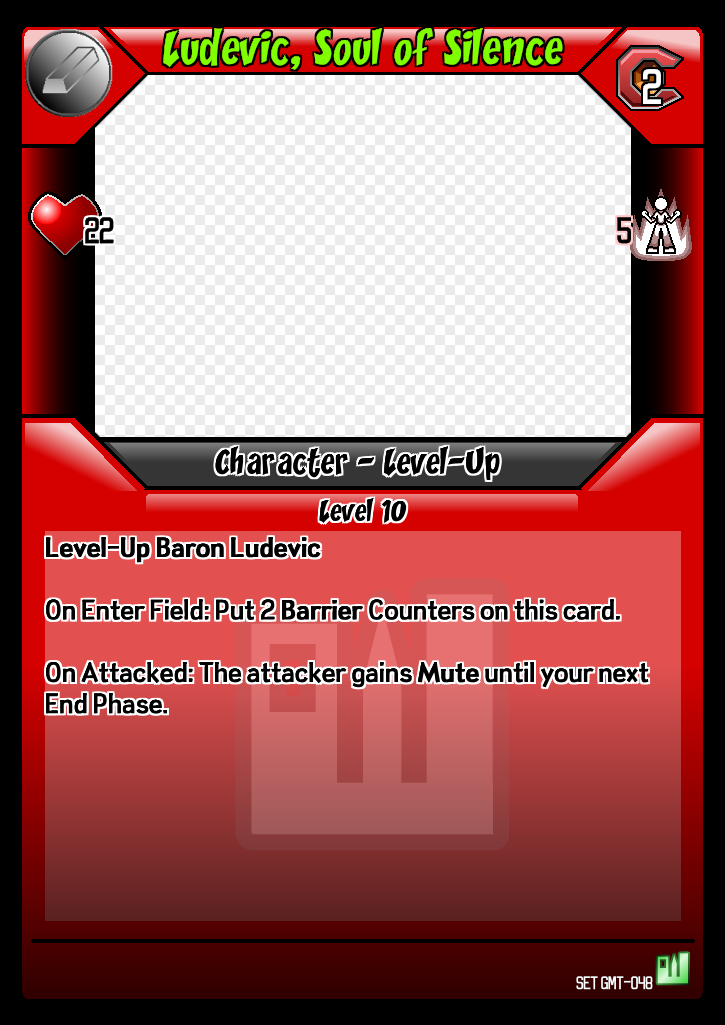 Ludevic, Soul of Silence
2
22
5
Character - Level-Up
Level 10
Level-Up Baron Ludevic
On Enter Field: Put 2 Barrier Counters on this card.
On Attacked: The attacker gains Mute until your next
End Phase.
SET GMT-048